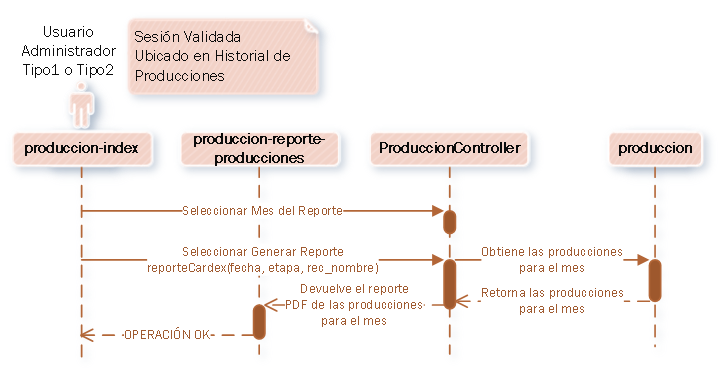 Usuario
Administrador
Tipo1 o Tipo2
Sesión Validada
Ubicado en Historial de
Producciones
produccion-index
produccion-reporte-
producciones
ProduccionController
produccion
Seleccionar Mes del Reporte
Seleccionar Generar Reporte
reporteCardex(fecha, etapa, rec_nombre)
Obtiene las producciones
para el mes
Retorna las producciones
para el mes
Devuelve el reporte
PDF de las producciones
para el mes
OPERACIÓN OK